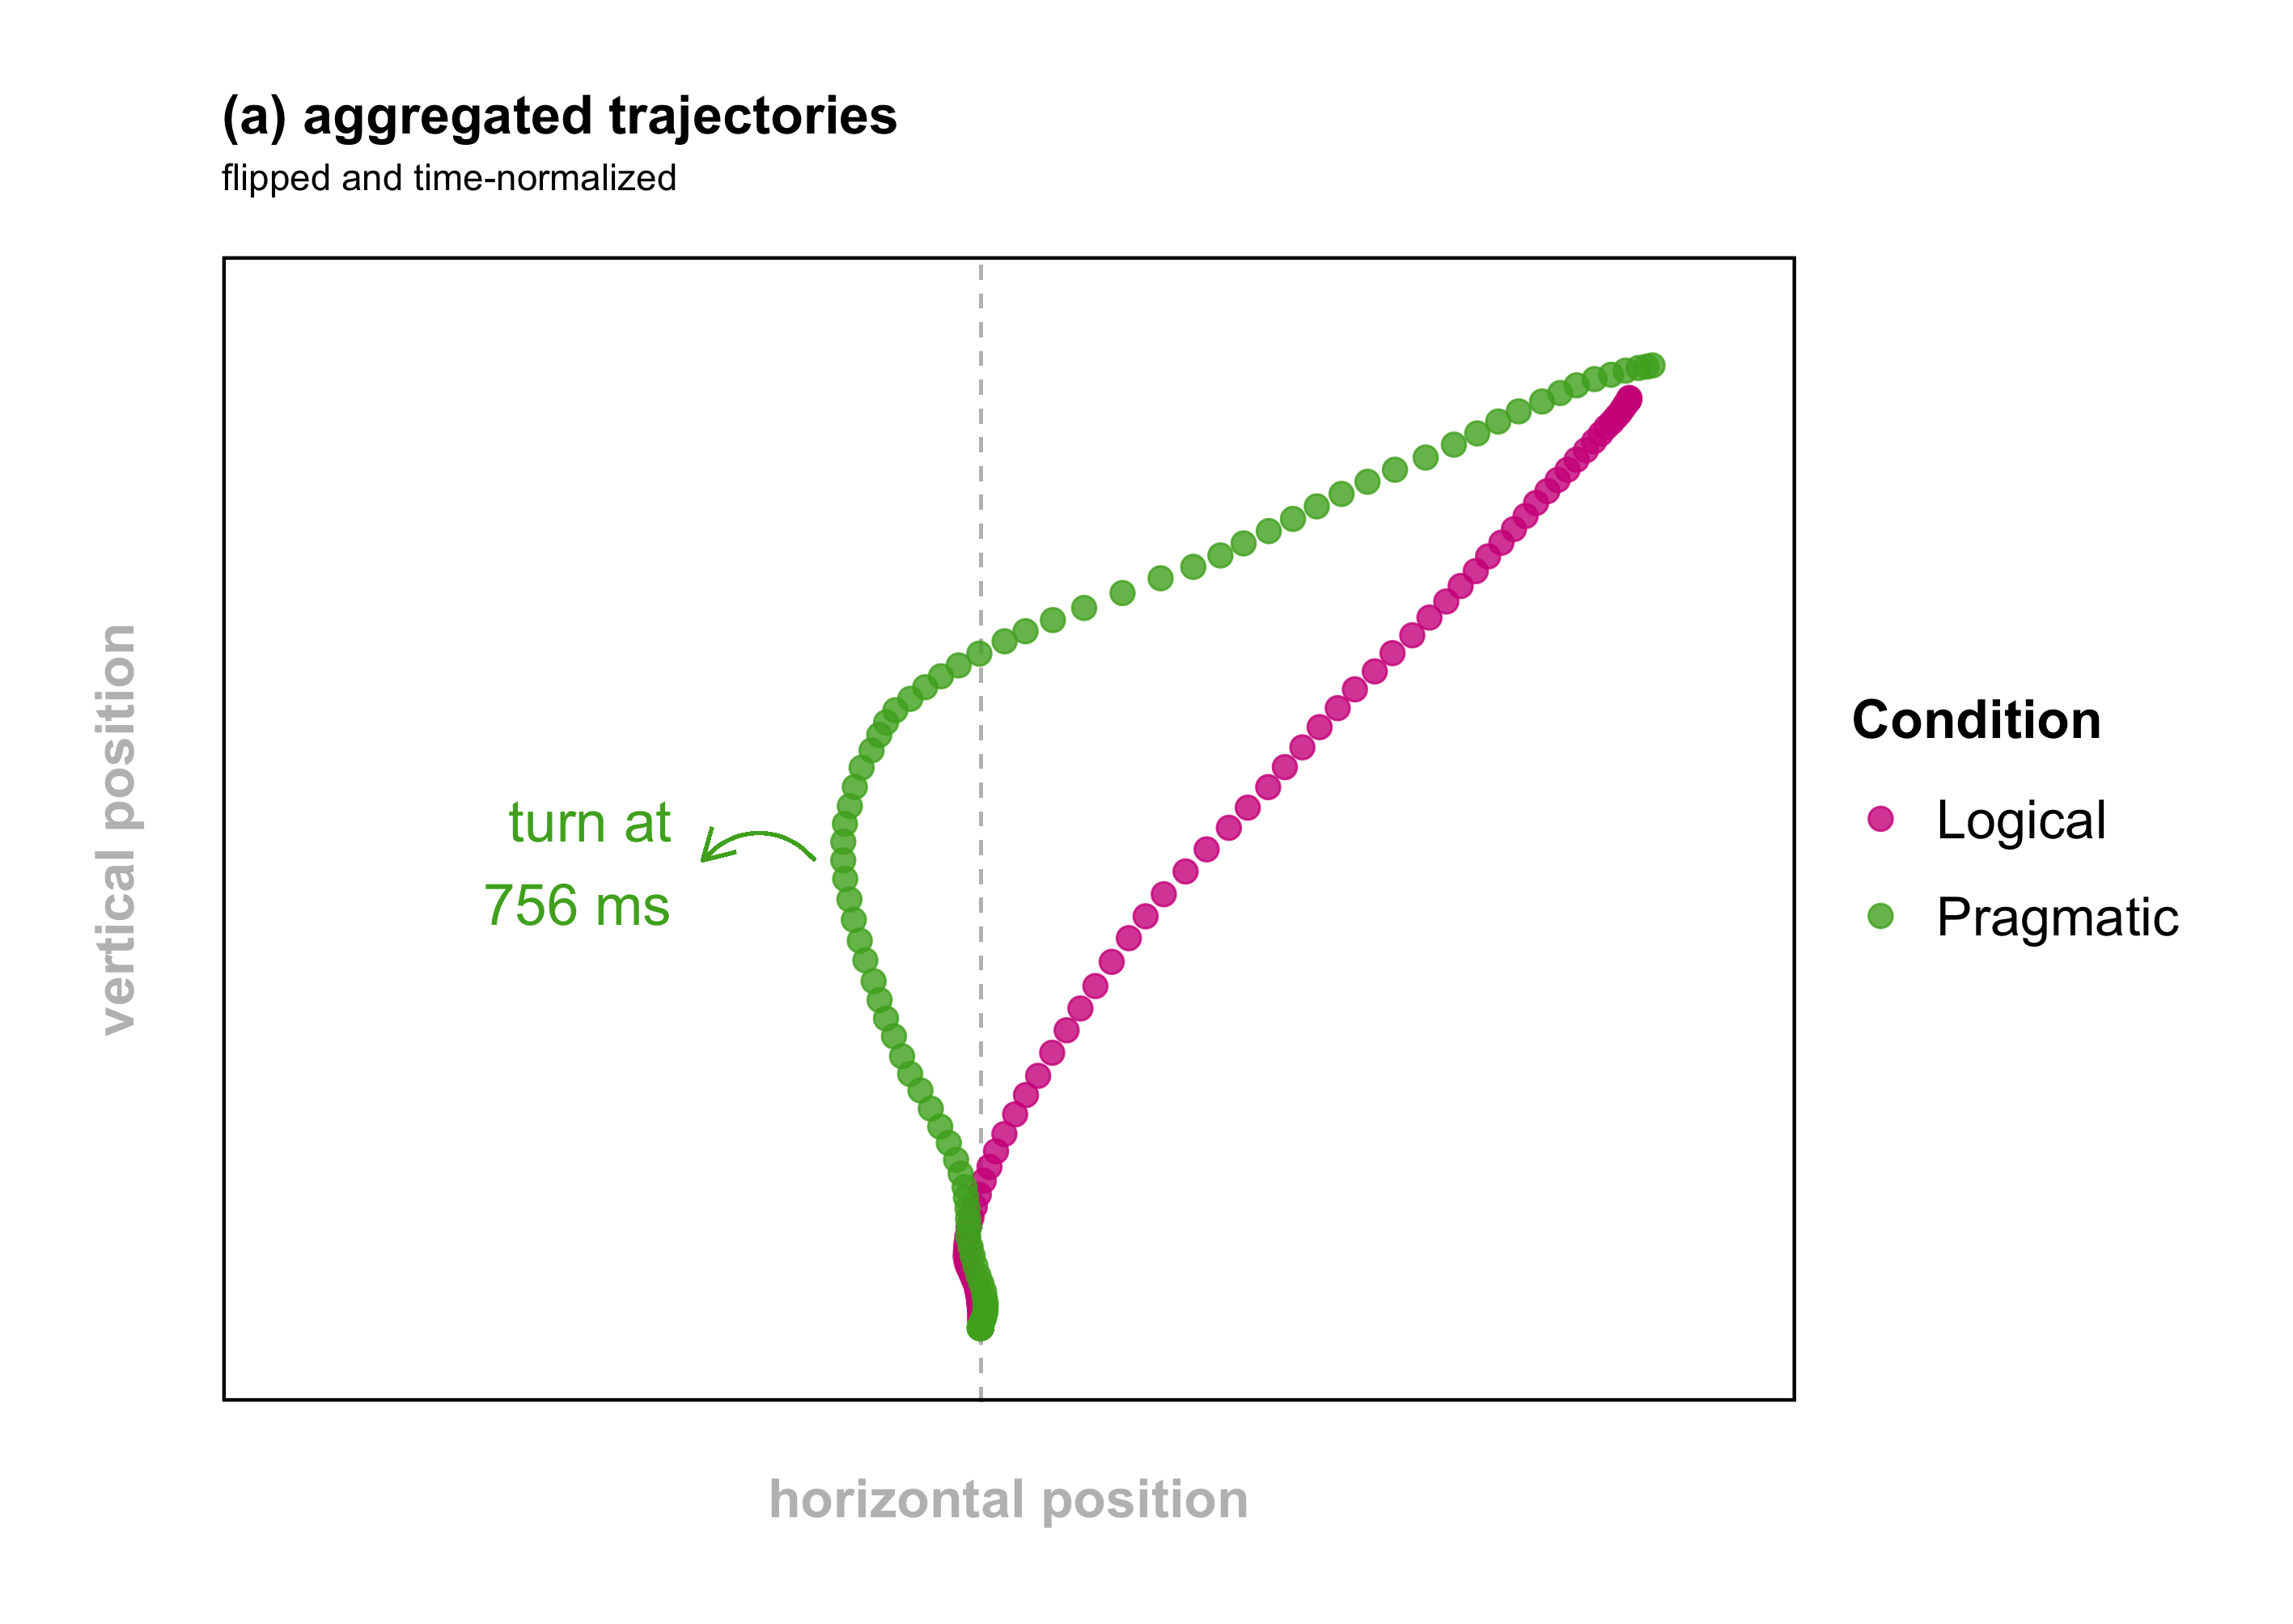 (a) aggregated trajectories
flipped and time-normalized
vertical position
turn at
756 ms
Condition
Logical
Pragmatic
horizontal position